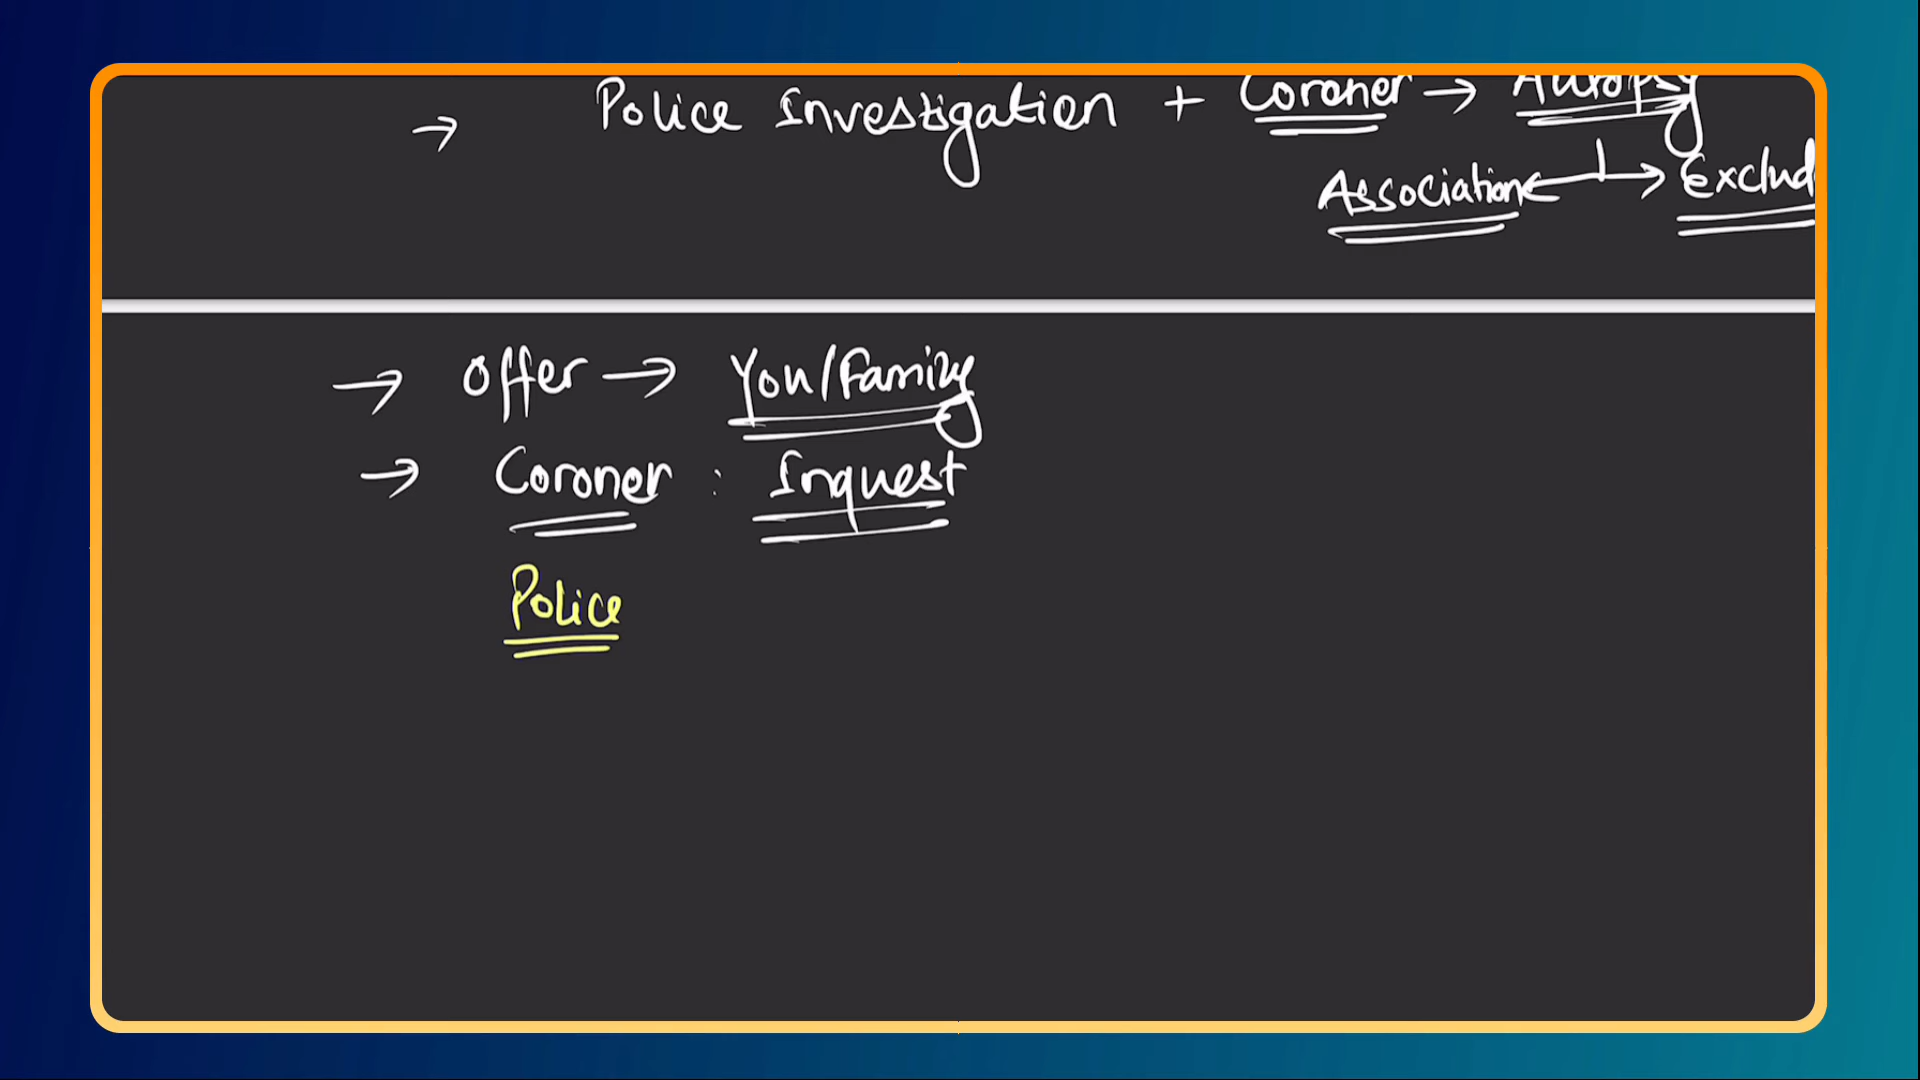 → Police Investigation + Coroner → Autopsy
Association ← → Exclud
→ Offer → You/Family
→ Coroner : Inquest
Police